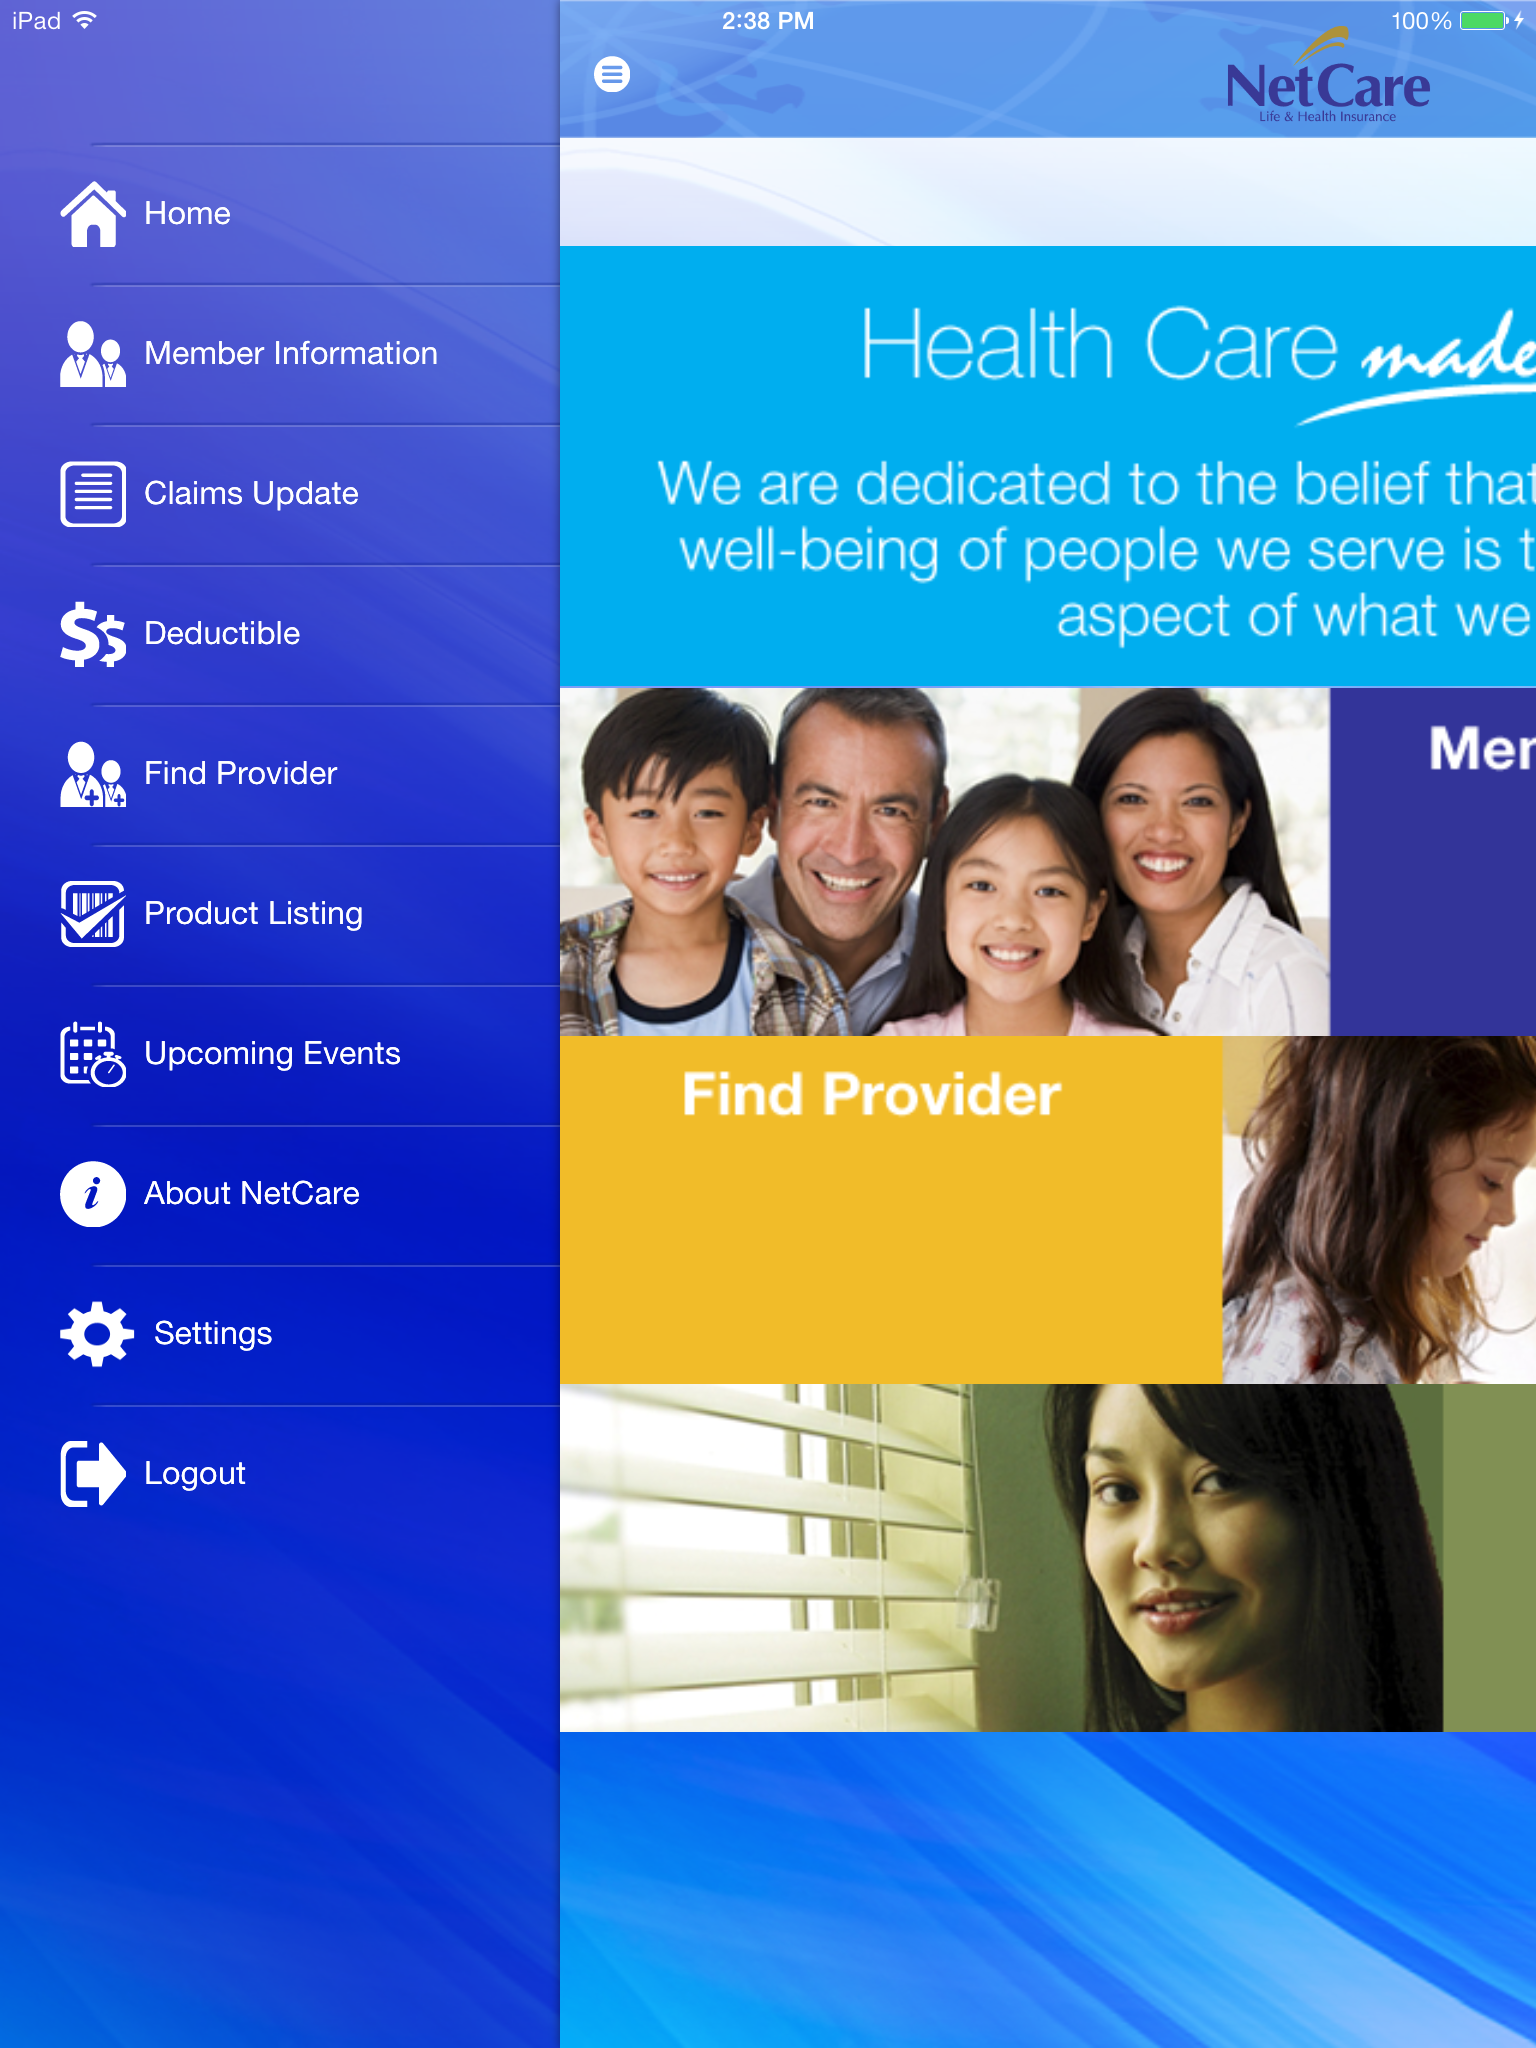 iPad
2:38 PM
100%
NetCare
Life & Health Insurance
Home
Member Information
Claims Update
Deductible
Find Provider
Product Listing
Upcoming Events
i
About NetCare
Settings
Logout
Health Care made
We are dedicated to the belief that
well-being of people we serve is t
aspect of what we
Mer
Find Provider